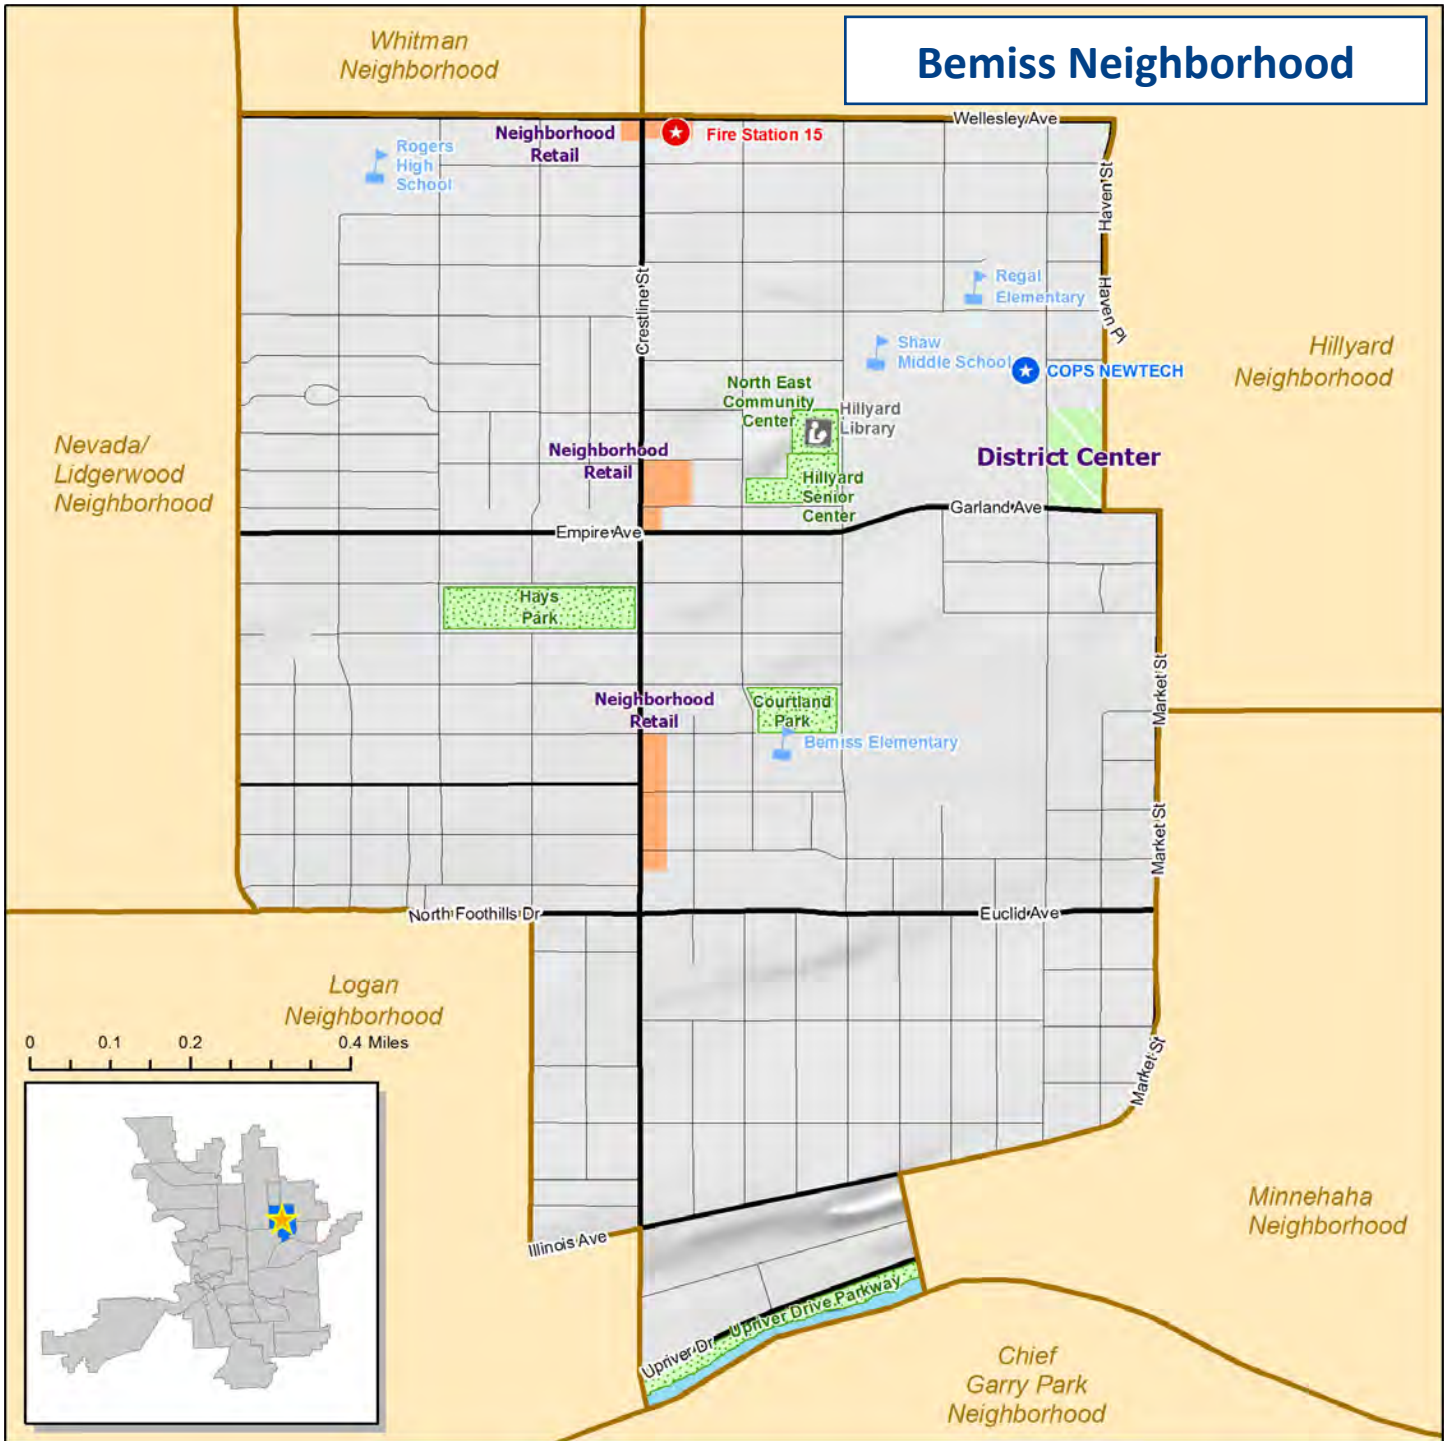 Whitman
Neighborhood
Bemiss Neighborhood
Wellesley Ave
Neighborhood
Retail
Fire Station 15
Rogers
High
School
Haven St
Crestline St
Regal
Elementary
Haven Pl
Shaw
Middle School
COPS NEWTECH
Hillyard
Neighborhood
North East
Community
Center
Hillyard
Library
Nevada/
Lidgerwood
Neighborhood
Neighborhood
Retail
District Center
Hillyard
Senior
Center
Garland Ave
Empire Ave
Hays
Park
Market St
Neighborhood
Retail
Courtland
Park
Bemiss Elementary
Market St
North Foothills Dr
Euclid Ave
Logan
Neighborhood
0 0.1 0.2 0.4 Miles
Market St
Minnehaha
Neighborhood
Illinois Ave
Upriver Drive Parkway
Upriver Dr
Chief
Garry Park
Neighborhood